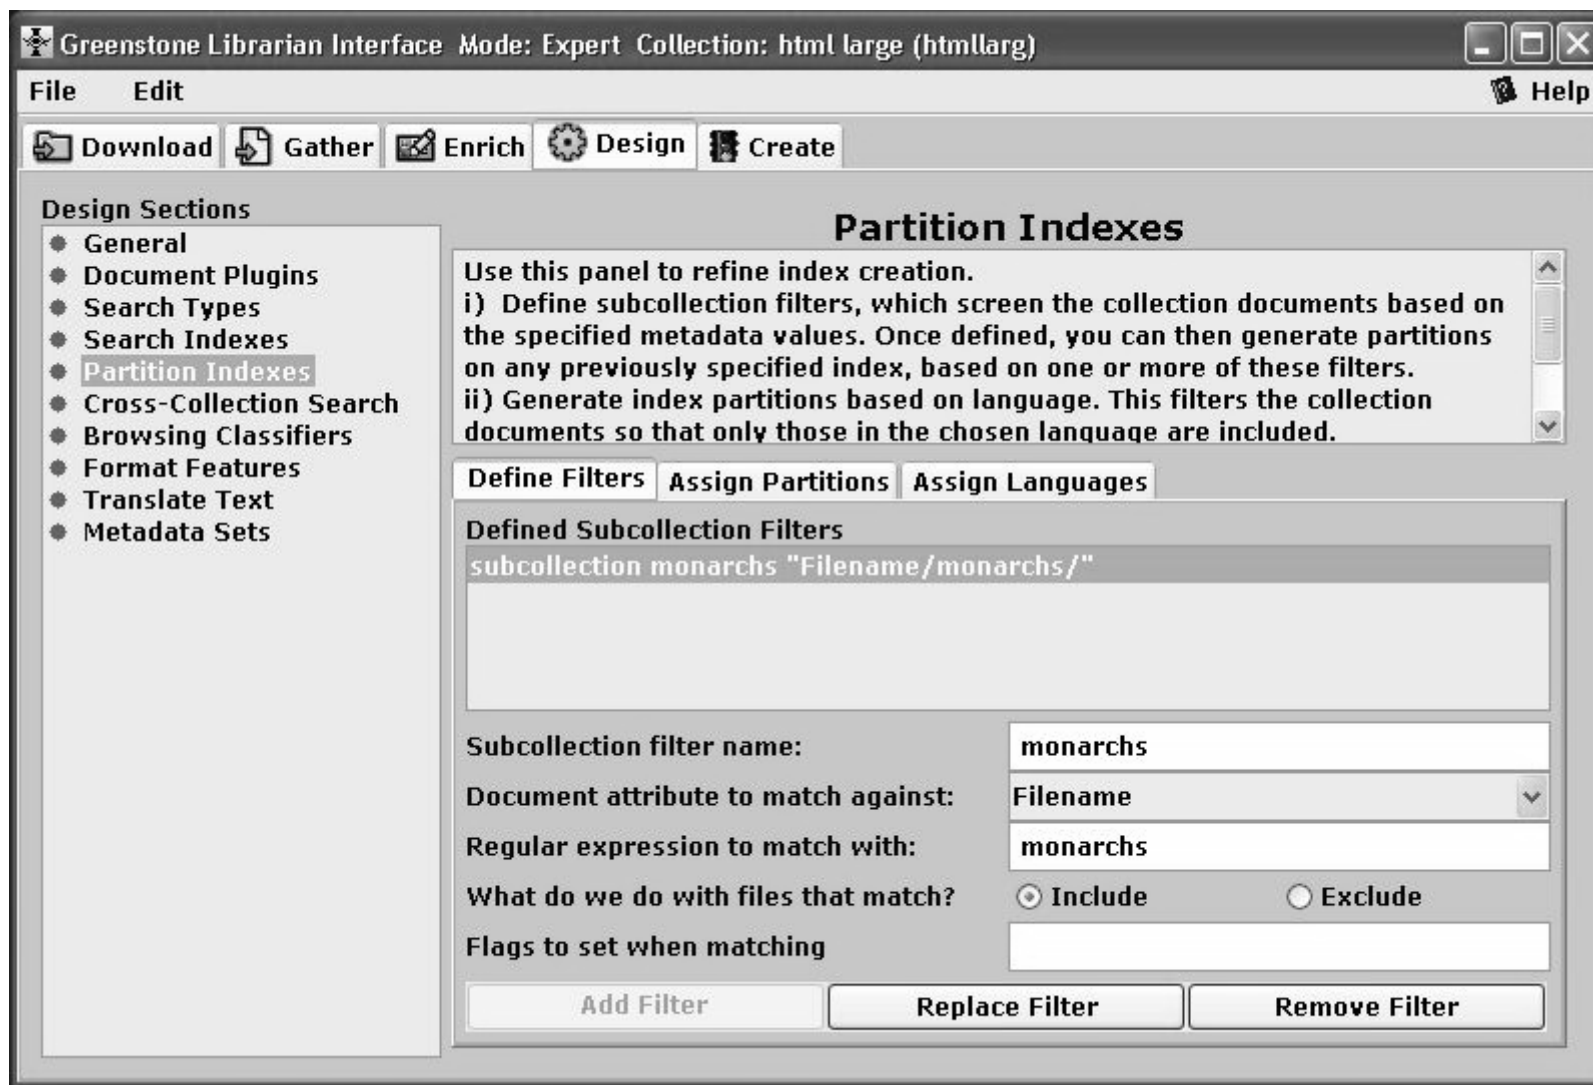 Greenstone Librarian Interface Mode: Expert Collection: html large (htmllarg)
File Edit Help
Download Gather Enrich Design Create
Design Sections
General
Document Plugins
Search Types
Search Indexes
Partition Indexes
Cross-Collection Search
Browsing Classifiers
Format Features
Translate Text
Metadata Sets
Partition Indexes
Use this panel to refine index creation.
i) Define subcollection filters, which screen the collection documents based on
the specified metadata values. Once defined, you can then generate partitions
on any previously specified index, based on one or more of these filters.
ii) Generate index partitions based on language. This filters the collection
documents so that only those in the chosen language are included.
Define Filters Assign Partitions Assign Languages
Defined Subcollection Filters
subcollection monarchs "Filename/monarchs/"
Subcollection filter name: monarchs
Document attribute to match against: Filename
Regular expression to match with: monarchs
What do we do with files that match? Include Exclude
Flags to set when matching
Add Filter Replace Filter Remove Filter